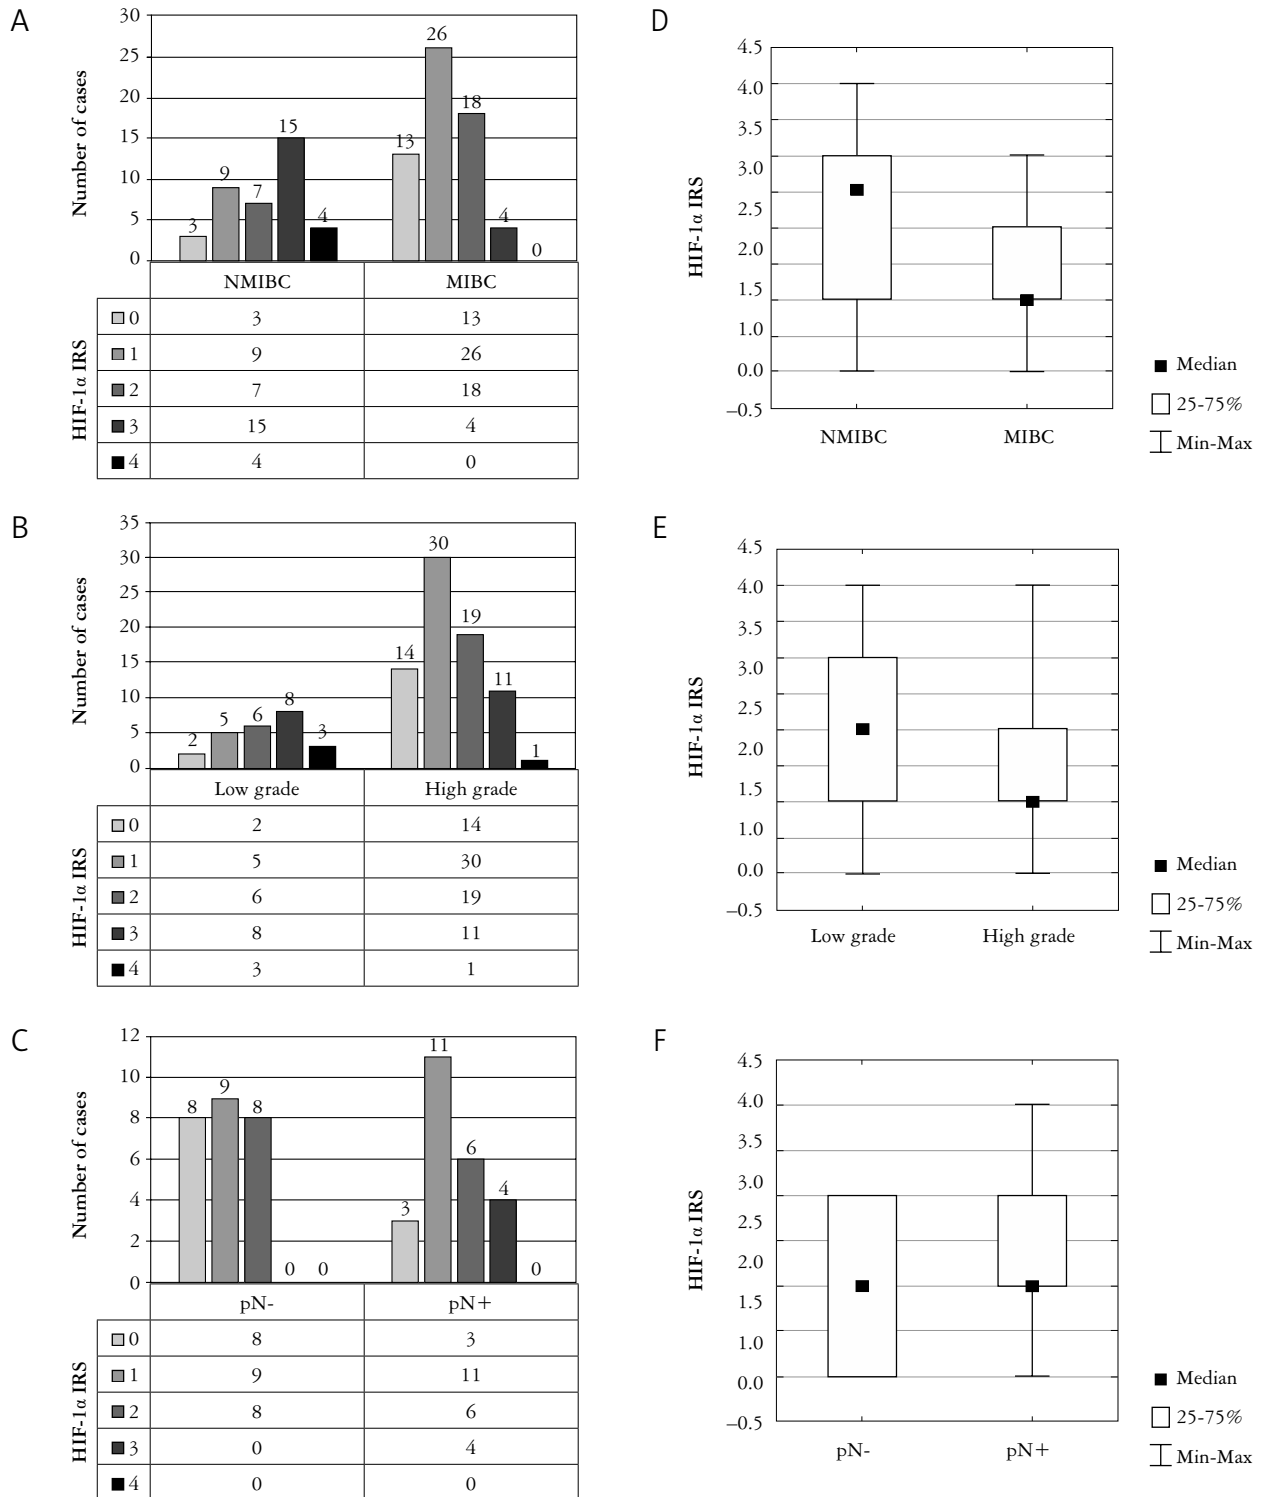 A
Number of cases
30
25
20
15
10
5
0
3
9
7
15
4
13
26
18
4
0
NMIBC MIBC
HIF-1α IRS
0 3 13
1 9 26
2 7 18
3 15 4
4 4 0
D
HIF-1α IRS
4.5
4.0
3.5
3.0
2.5
2.0
1.5
1.0
0.0
–0.5
NMIBC MIBC
Median
25-75%
Min-Max
B
Number of cases
35
30
25
20
15
10
5
0
2
5
6
8
3
14
30
19
11
1
Low grade High grade
HIF-1α IRS
0 2 14
1 5 30
2 6 19
3 8 11
4 3 1
E
HIF-1α IRS
4.5
4.0
3.5
3.0
2.5
2.0
1.5
1.0
0.0
–0.5
Low grade High grade
Median
25-75%
Min-Max
C
Number of cases
12
10
8
6
4
2
0
8
9
8
0
0
3
11
6
4
0
pN- pN+
HIF-1α IRS
0 8 3
1 9 11
2 8 6
3 0 4
4 0 0
F
HIF-1α IRS
4.5
4.0
3.5
3.0
2.5
2.0
1.5
1.0
0.0
–0.5
pN- pN+
Median
25-75%
Min-Max